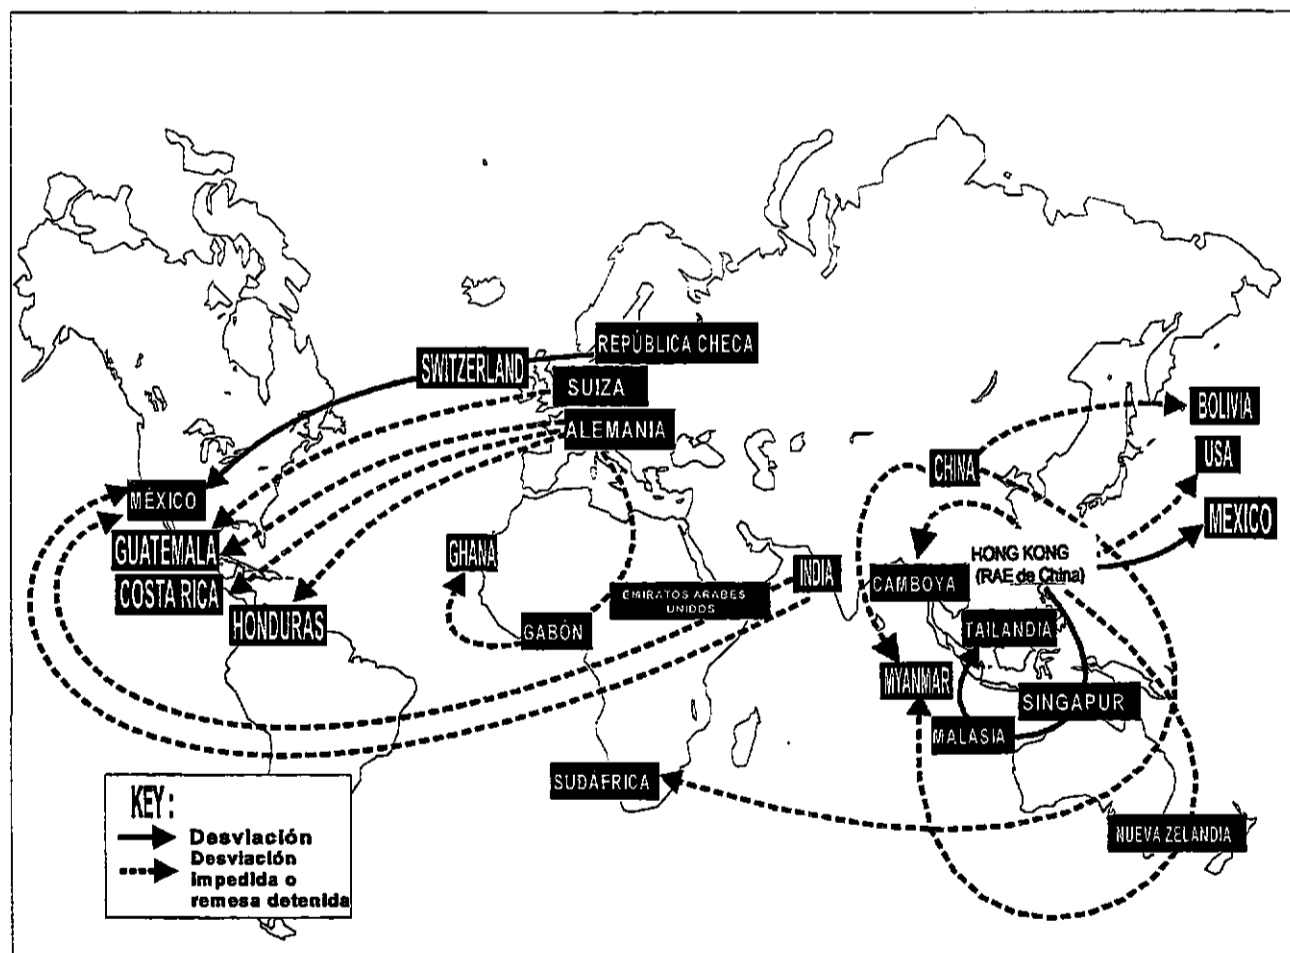 REPÚBLICA CHECA
SWITZERLAND
SUIZA
ALEMANIA
BOLIVIA
USA
CHINA
MÉXICO
MEXICO
GUATEMALA
GHANA
HONG KONG
(RAE de China)
INDIA
CAMBOYA
COSTA RICA
EMIRATOS ARABES
UNIDOS
HONDURAS
GABÓN
TAILANDIA
MYANMAR
SINGAPUR
MALASIA
SUDÁFRICA
NUEVA ZELANDIA
KEY:
Desviación
Desviación
impedida o
remesa detenida